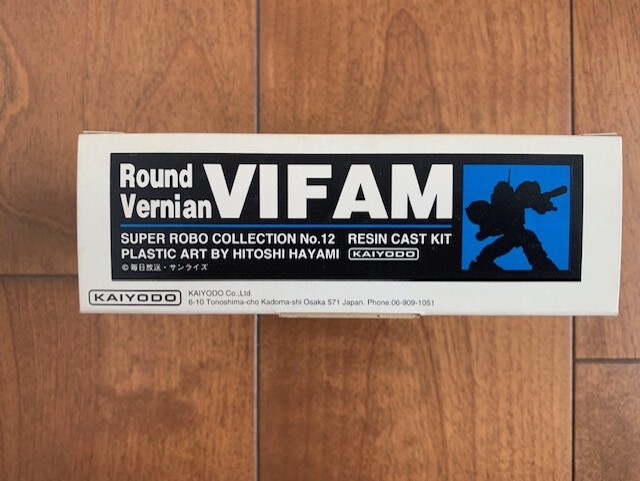 Round
Vernian VIFAM
SUPER ROBO COLLECTION No.12 RESIN CAST KIT
PLASTIC ART BY HITOSHI HAYAMI KAIYODO
©毎日放送・サンライズ
KAIYODO KAIYODO Co.,Ltd.
6-10 Tonoshima-cho Kadoma-shi Osaka 571 Japan. Phone:06-909-1051